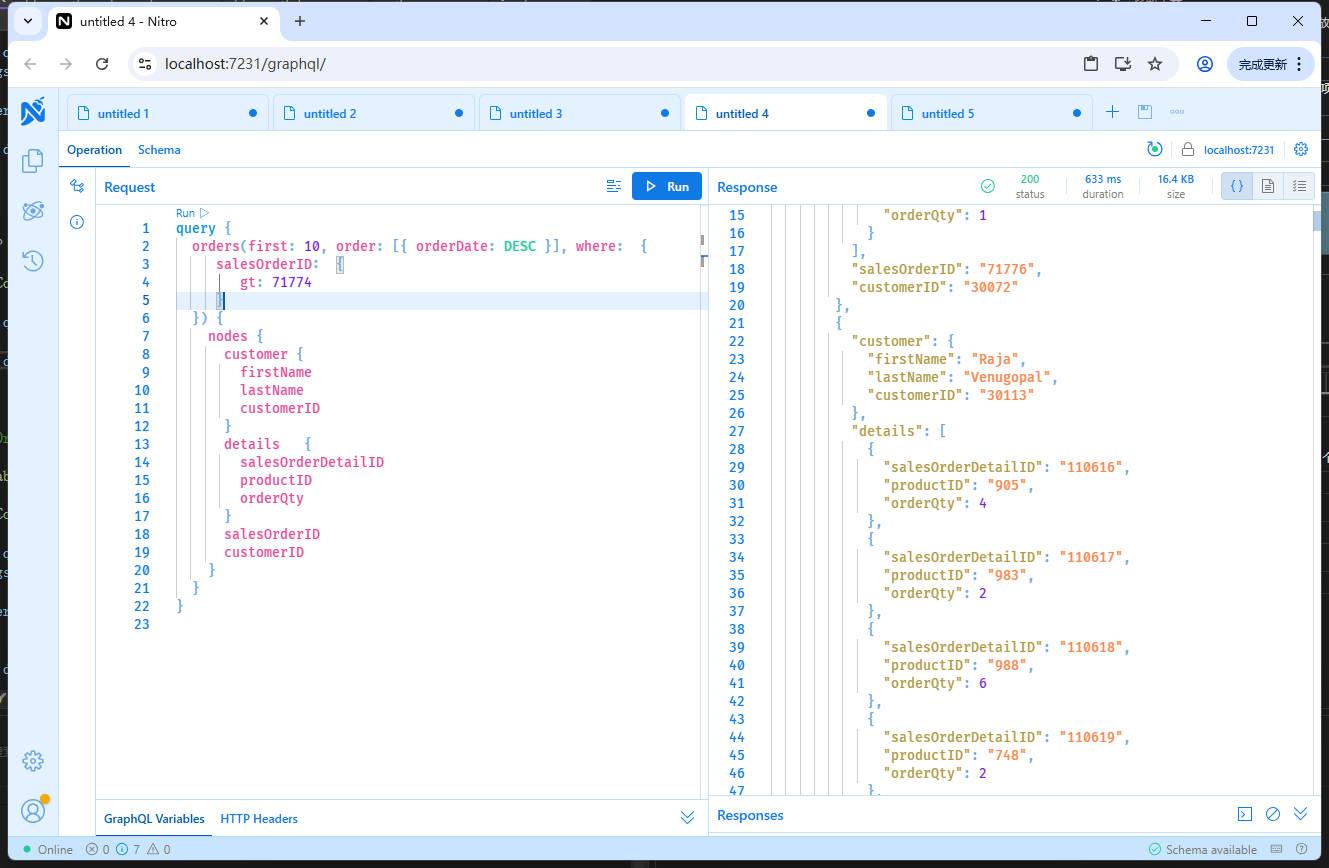 untitled 4 - Nitro
localhost:7231/graphql/
完成更新
untitled 1
untitled 2
untitled 3
untitled 4
untitled 5
Operation
Schema
localhost:7231
Request
Run
Response
200
status
633 ms
duration
16.4 KB
size
Run
1 query {
2 orders(first: 10, order: [{ orderDate: DESC }], where: {
3 salesOrderID: {
4 gt: 71774
5 }
6 }) {
7 nodes {
8 customer {
9 firstName
10 lastName
11 customerID
12 }
13 details {
14 salesOrderDetailID
15 productID
16 orderQty
17 }
18 salesOrderID
19 customerID
20 }
21 }
22 }
23
15 "orderQty": 1
16 }
17 ],
18 "salesOrderID": "71776",
19 "customerID": "30072"
20 },
21 {
22 "customer": {
23 "firstName": "Raja",
24 "lastName": "Venugopal",
25 "customerID": "30113"
26 },
27 "details": [
28 {
29 "salesOrderDetailID": "110616",
30 "productID": "905",
31 "orderQty": 4
32 },
33 {
34 "salesOrderDetailID": "110617",
35 "productID": "983",
36 "orderQty": 2
37 },
38 {
39 "salesOrderDetailID": "110618",
40 "productID": "988",
41 "orderQty": 6
42 },
43 {
44 "salesOrderDetailID": "110619",
45 "productID": "748",
46 "orderQty": 2
47 },
GraphQL Variables
HTTP Headers
Responses
Online
0
7
0
Schema available